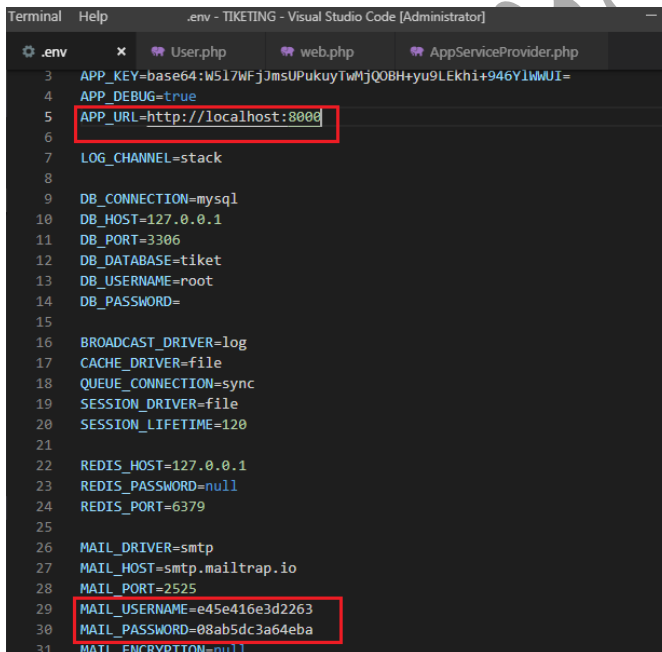 Terminal Help .env - TIKETING - Visual Studio Code [Administrator]
.env × User.php web.php AppServiceProvider.php
3 APP_KEY=base64:W5l7WFjJmsUPukuyTwMjQOBH+yu9LEkhi+946YlWWUI=
4 APP_DEBUG=true
5 APP_URL=http://localhost:8000
6
7 LOG_CHANNEL=stack
8
9 DB_CONNECTION=mysql
10 DB_HOST=127.0.0.1
11 DB_PORT=3306
12 DB_DATABASE=tiket
13 DB_USERNAME=root
14 DB_PASSWORD=
15
16 BROADCAST_DRIVER=log
17 CACHE_DRIVER=file
18 QUEUE_CONNECTION=sync
19 SESSION_DRIVER=file
20 SESSION_LIFETIME=120
21
22 REDIS_HOST=127.0.0.1
23 REDIS_PASSWORD=null
24 REDIS_PORT=6379
25
26 MAIL_DRIVER=smtp
27 MAIL_HOST=smtp.mailtrap.io
28 MAIL_PORT=2525
29 MAIL_USERNAME=e45e416e3d2263
30 MAIL_PASSWORD=08ab5dc3a64eba
31 MAIL_ENCRYPTION=null